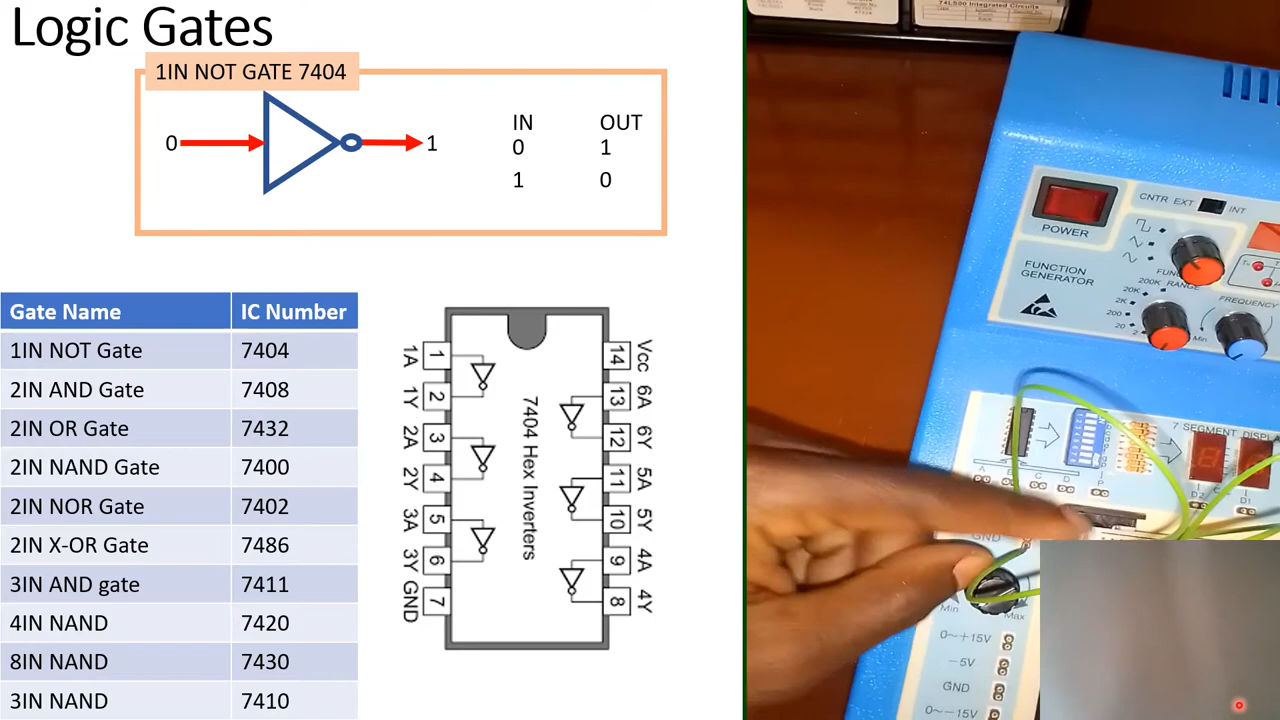 Logic Gates
1IN NOT GATE 7404
0
1
IN OUT
0 1
1 0
Gate Name IC Number
1IN NOT Gate 7404
2IN AND Gate 7408
2IN OR Gate 7432
2IN NAND Gate 7400
2IN NOR Gate 7402
2IN X-OR Gate 7486
3IN AND gate 7411
4IN NAND 7420
8IN NAND 7430
3IN NAND 7410
1A 1 14 Vcc
1Y 2 13 6A
2A 3 12 6Y
2Y 4 11 5A
3A 5 10 5Y
3Y 6 9 4A
GND 7 8 4Y
7404 Hex Inverters
74LS00 Integrated Circuits
POWER
CNTR EXT INT
FUNCTION
GENERATOR
RANGE
200K
20K
2K
200
20
FREQUENCY
Min.
7 SEGMENT
A B C D P
D2 D1
GND
Min Max
0~+15V
-5V
GND
0~-15V